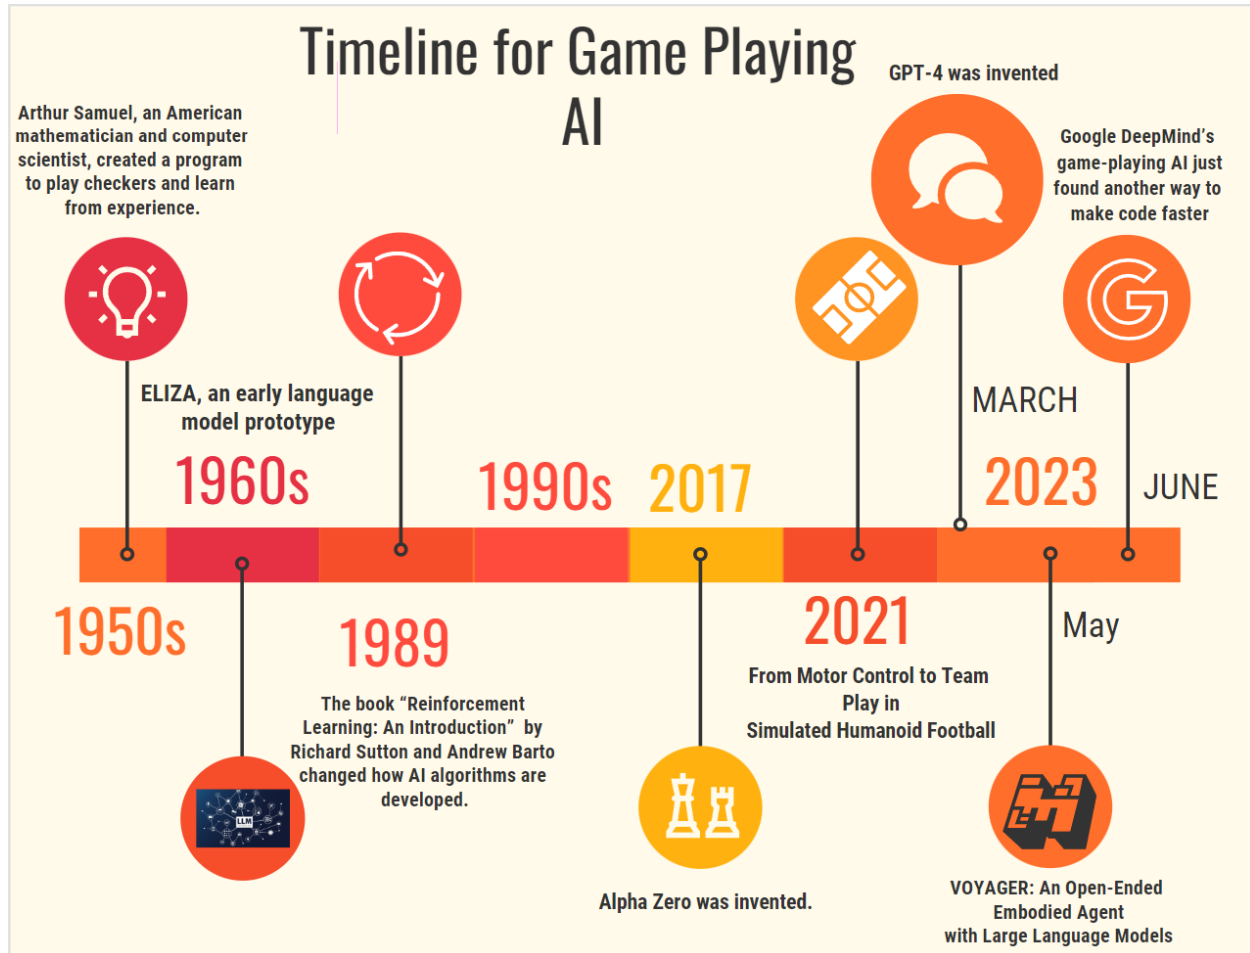 Timeline for Game Playing
AI
Arthur Samuel, an American
mathematician and computer
scientist, created a program
to play checkers and learn
from experience.
1950s
ELIZA, an early language
model prototype
1960s
LLM
1989
The book “Reinforcement
Learning: An Introduction” by
Richard Sutton and Andrew Barto
changed how AI algorithms are
developed.
1990s
2017
Alpha Zero was invented.
2021
From Motor Control to Team
Play in
Simulated Humanoid Football
GPT-4 was invented
MARCH
2023
May
VOYAGER: An Open-Ended
Embodied Agent
with Large Language Models
Google DeepMind’s
game-playing AI just
found another way to
make code faster
G
JUNE